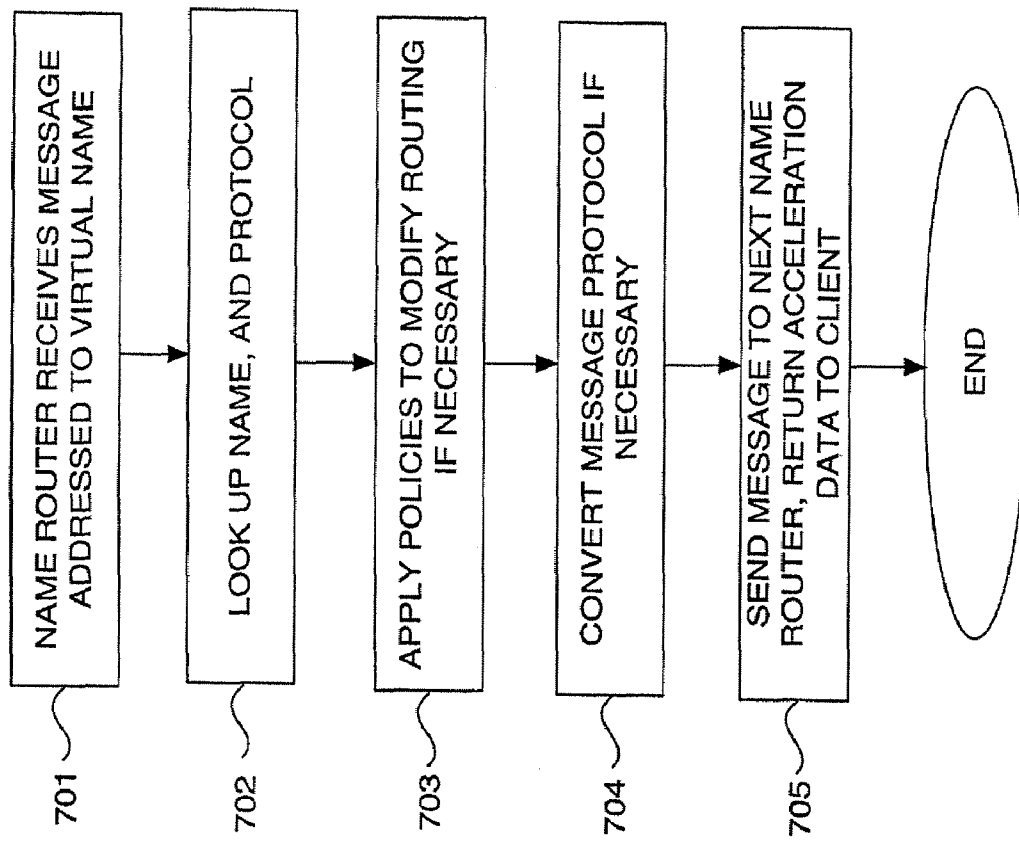 701
NAME ROUTER RECEIVES MESSAGE
ADDRESSED TO VIRTUAL NAME
702
LOOK UP NAME, AND PROTOCOL
703
APPLY POLICIES TO MODIFY ROUTING
IF NECESSARY
704
CONVERT MESSAGE PROTOCOL IF
NECESSARY
705
SEND MESSAGE TO NEXT NAME
ROUTER, RETURN ACCELERATION
DATA TO CLIENT
END